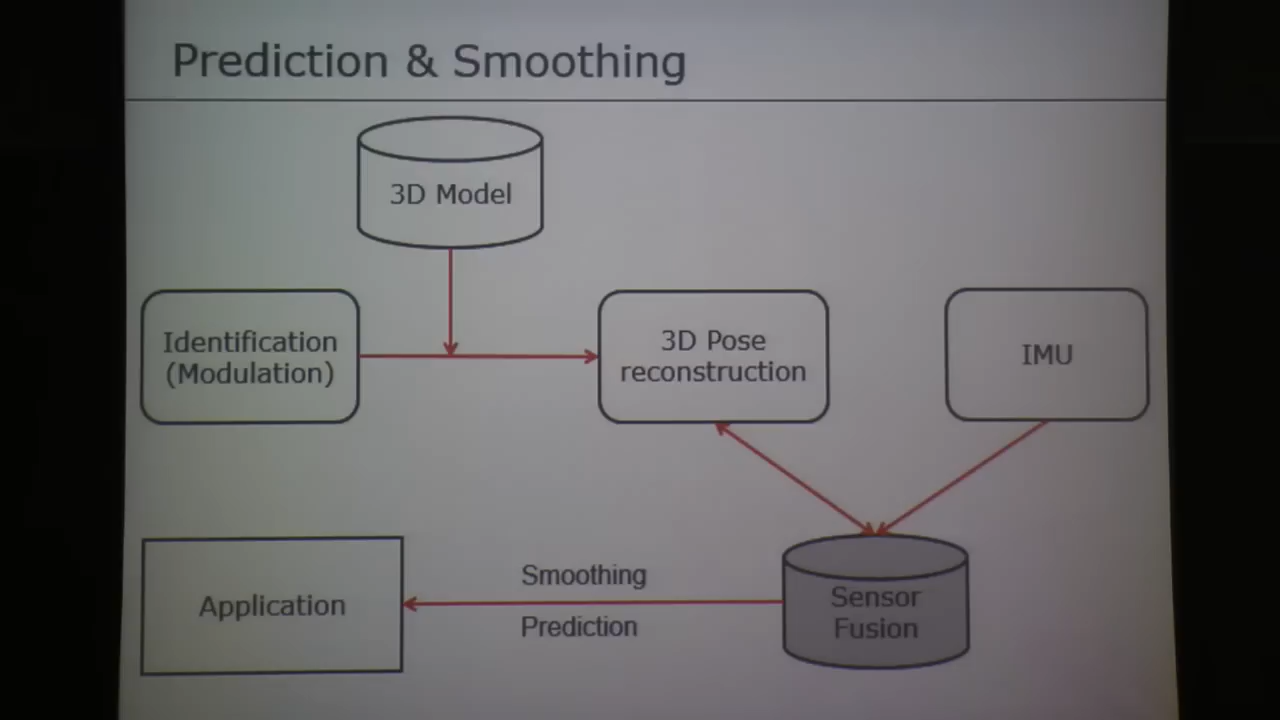 Prediction & Smoothing
3D Model
Identification
(Modulation)
3D Pose
reconstruction
IMU
Application
Smoothing
Prediction
Sensor
Fusion